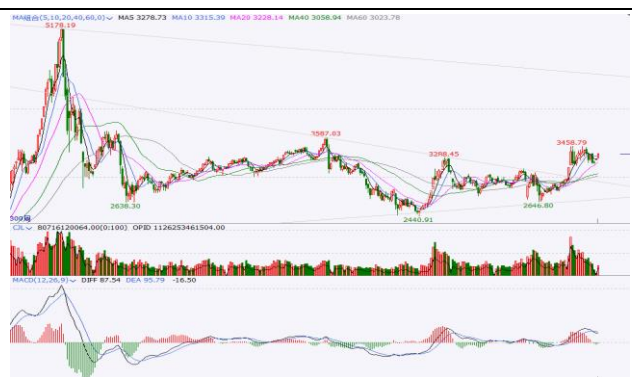 MA组合(5,10,20,40,60,0) MA5 3278.73 MA10 3315.39 MA20 3228.14 MA40 3058.94 MA60 3023.78
5178.19
3587.03
3288.45
3458.79
2638.30
2646.80
2440.91
CJL 80716120064.00(0:100) OPID 1126253461504.00
MACD(12,26,9) DIFF 87.54 DEA 95.79 -16.50